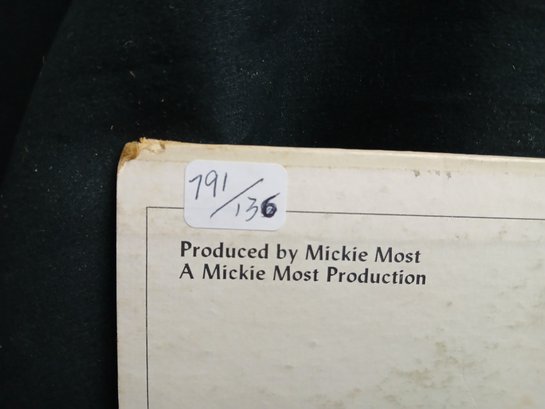 791/136
Produced by Mickie Most
A Mickie Most Production